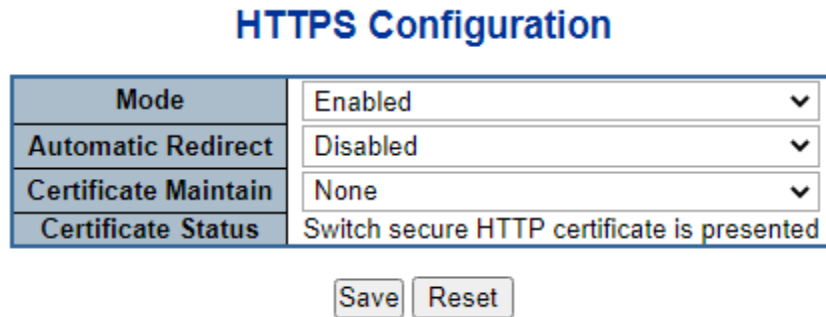 HTTPS Configuration
Mode Enabled
Automatic Redirect Disabled
Certificate Maintain None
Certificate Status Switch secure HTTP certificate is presented
Save Reset